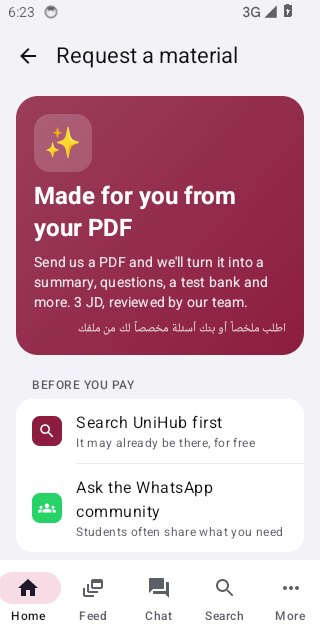 6:23
3G
Request a material
Made for you from
your PDF
Send us a PDF and we'll turn it into a
summary, questions, a test bank and
more. 3 JD, reviewed by our team.
اطلب ملخصاً أو بنك أسئلة مخصصاً لك من ملفك
BEFORE YOU PAY
Search UniHub first
It may already be there, for free
Ask the WhatsApp
community
Students often share what you need
Home Feed Chat Search More